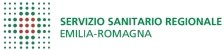 SERVIZIO SANITARIO REGIONALE
EMILIA-ROMAGNA